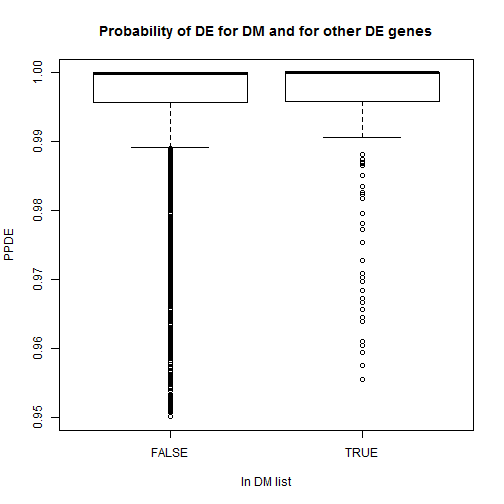 Probability of DE for DM and for other DE genes
1.00
0.99
0.98
0.97
0.96
0.95
PPDE
FALSE
TRUE
In DM list